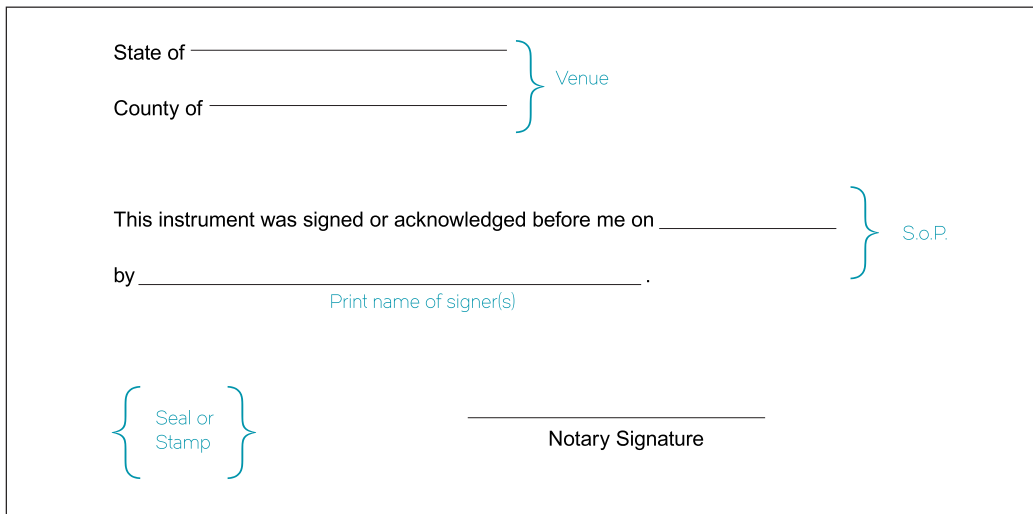 State of
Venue
County of
This instrument was signed or acknowledged before me on
S.o.P.
by .
Print name of signer(s)
Seal or
Stamp
Notary Signature